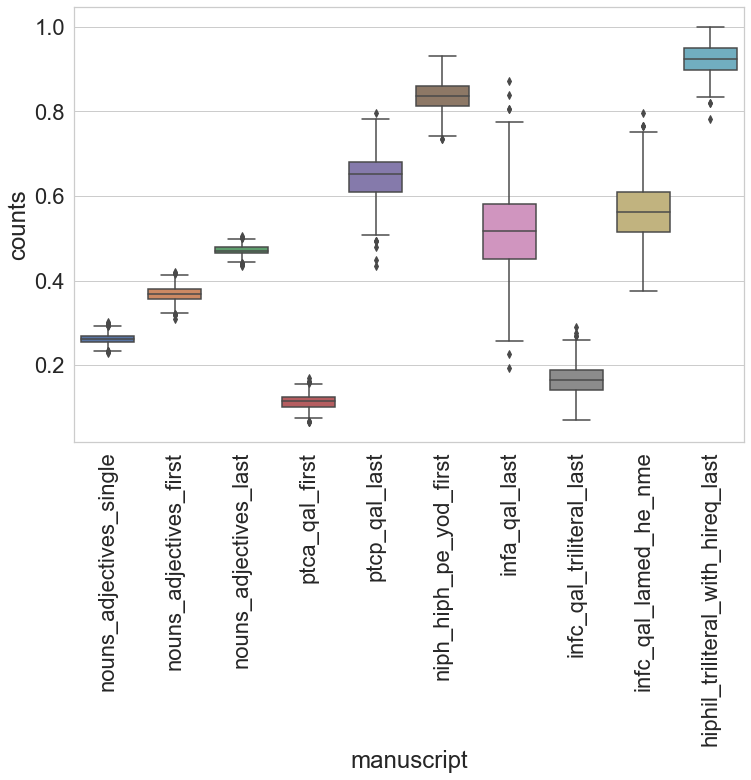 1.0
0.8
0.6
0.4
0.2
counts
nouns_adjectives_single
nouns_adjectives_first
nouns_adjectives_last
ptca_qal_first
ptcp_qal_last
niph_hiph_pe_yod_first
infa_qal_last
infc_qal_triliteral_last
infc_qal_lamed_he_nme
hiphil_triliteral_with_hireq_last
manuscript